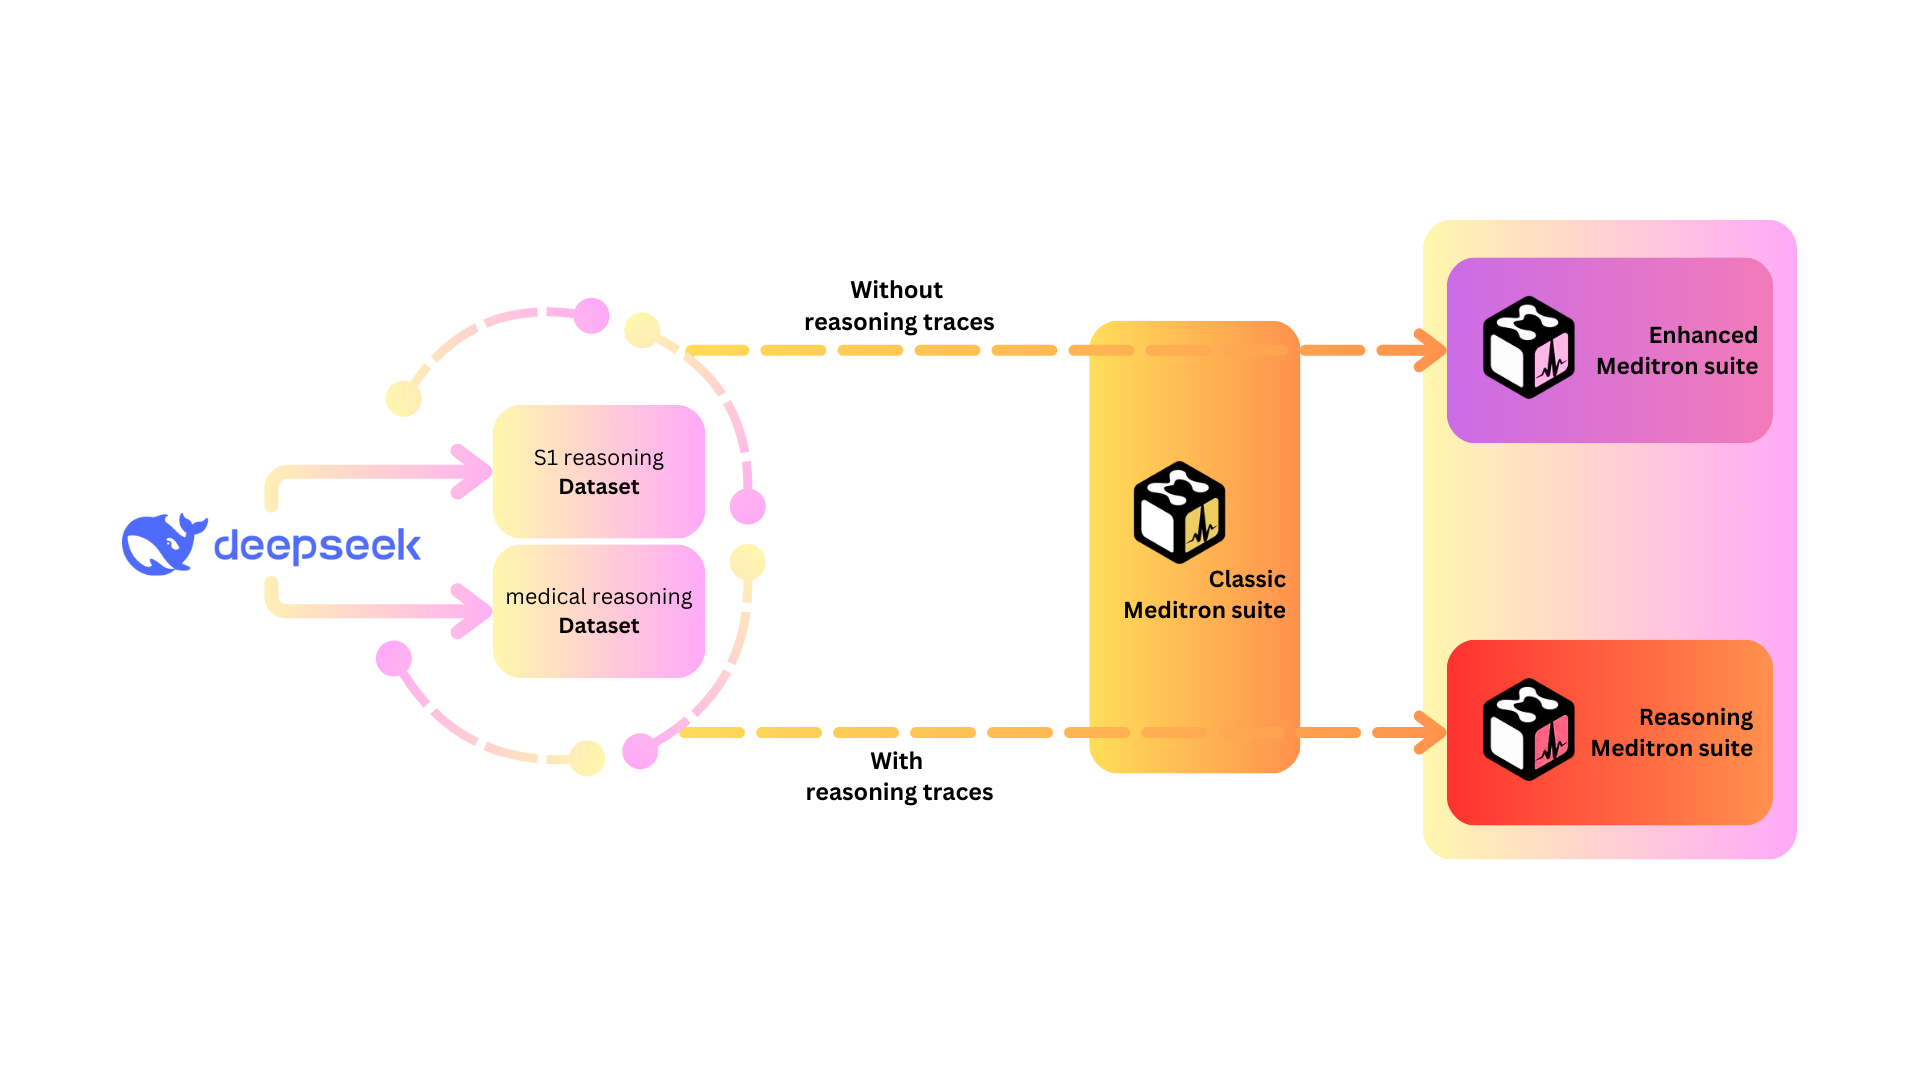 deepseek
S1 reasoning
Dataset
medical reasoning
Dataset
Without
reasoning traces
With
reasoning traces
Classic
Meditron suite
Enhanced
Meditron suite
Reasoning
Meditron suite